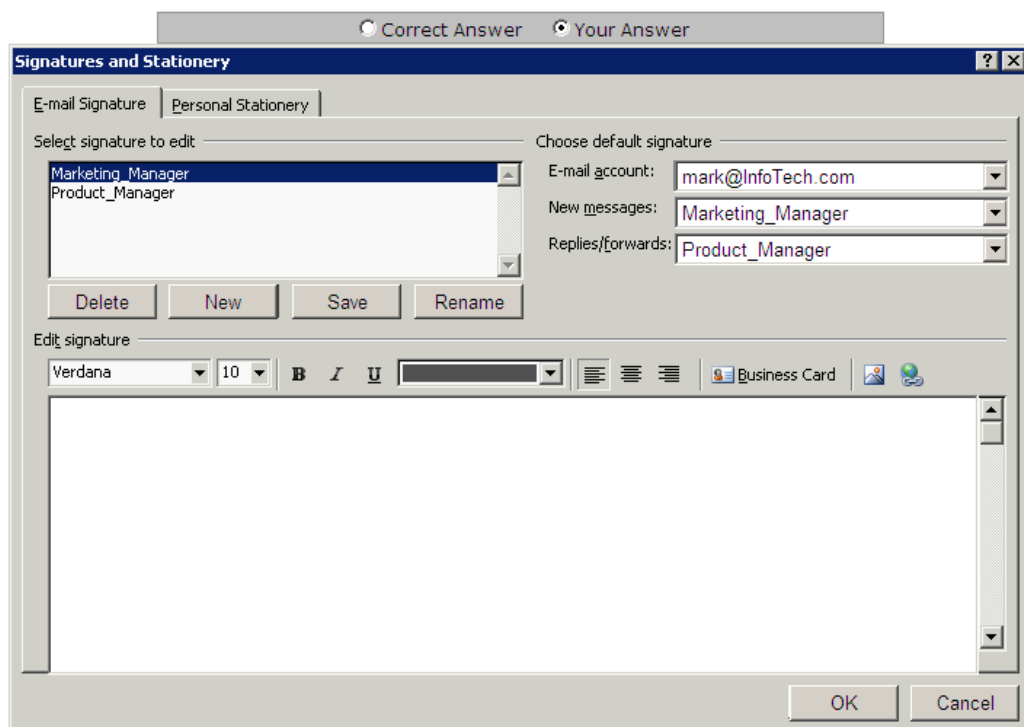 Correct Answer Your Answer
Signatures and Stationery
E-mail Signature Personal Stationery
Select signature to edit
Marketing_Manager
Product_Manager
Delete New Save Rename
Choose default signature
E-mail account: mark@InfoTech.com
New messages: Marketing_Manager
Replies/forwards: Product_Manager
Edit signature
Verdana 10 B I U Business Card
OK Cancel